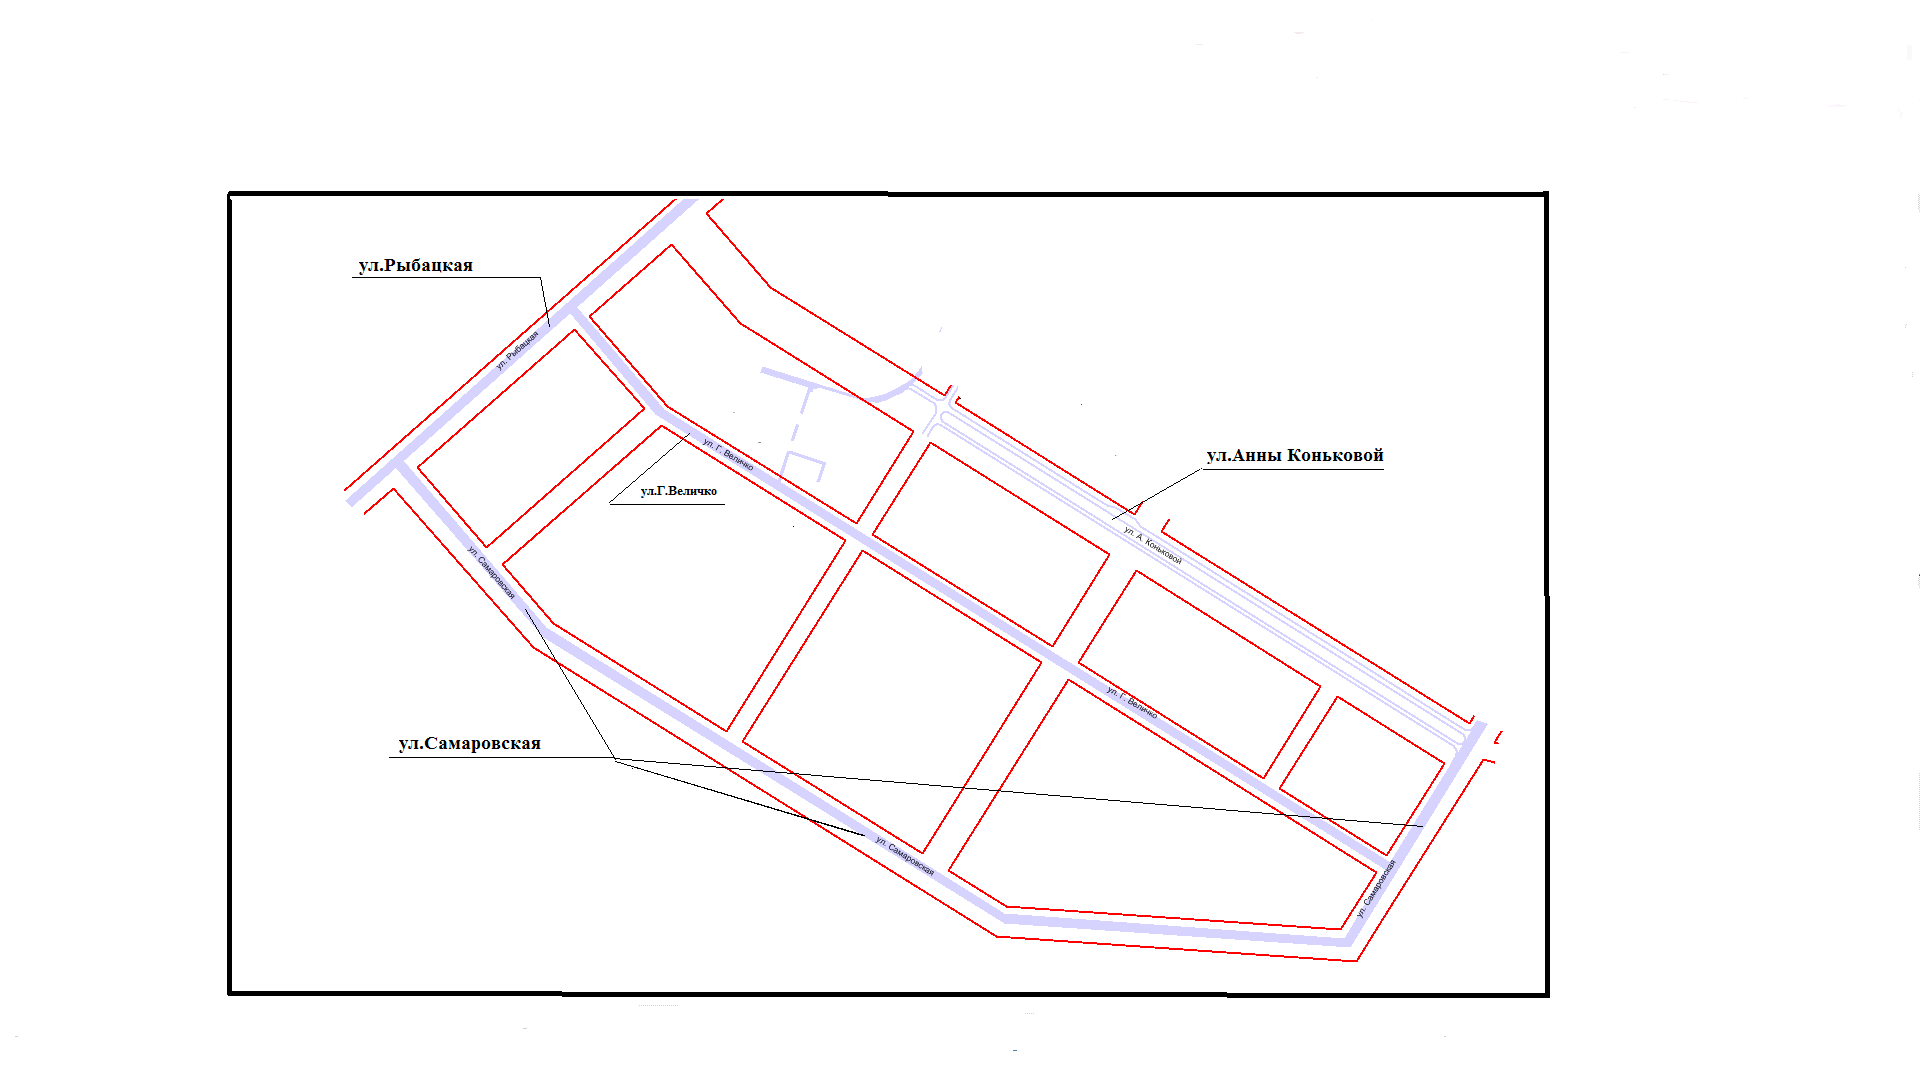 ул.Рыбацкая
ул. Рыбацкая
ул. Г. Величко
ул.Анны Коньковой
ул.Г.Величко
ул. А. Коньковой
ул. Самаровская
ул. Г. Величко
ул.Самаровская
ул. Самаровская
ул. Самаровская